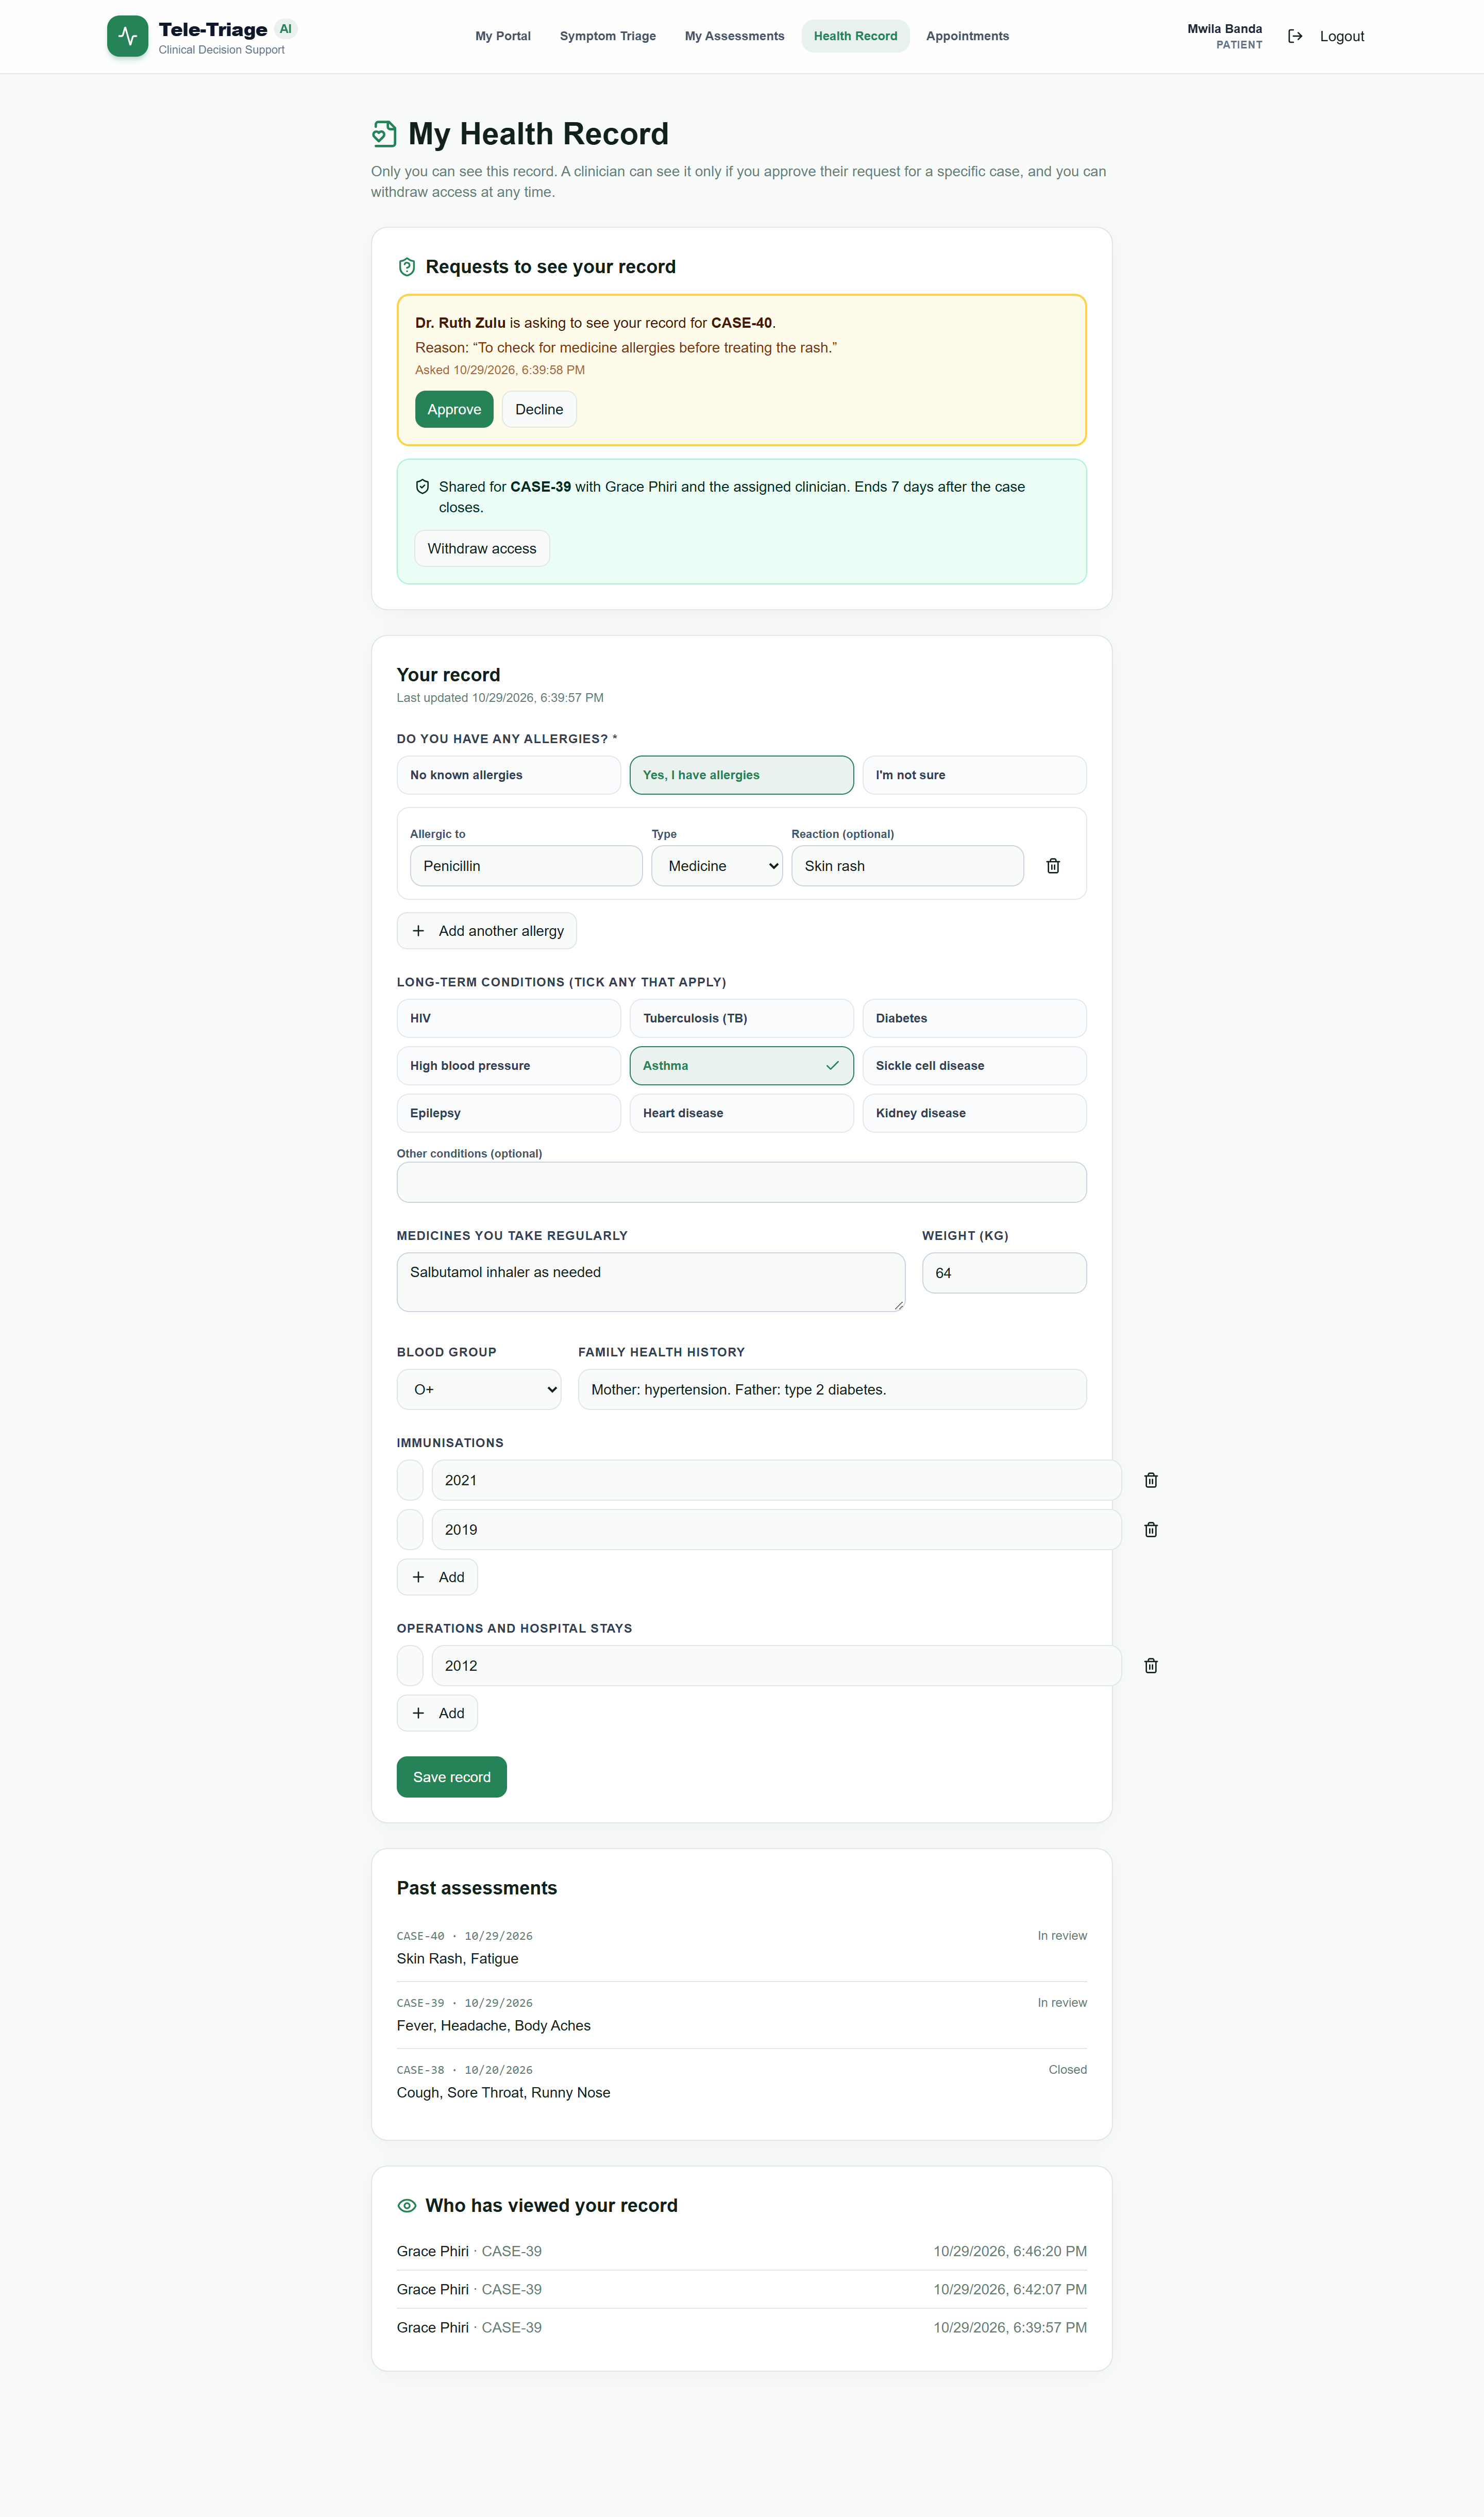 Tele-Triage AI
Clinical Decision Support
My Portal
Symptom Triage
My Assessments
Health Record
Appointments
Mwila Banda
PATIENT
Logout
My Health Record
Only you can see this record. A clinician can see it only if you approve their request for a specific case, and you can
withdraw access at any time.
Requests to see your record
Dr. Ruth Zulu is asking to see your record for CASE-40.
Reason: “To check for medicine allergies before treating the rash.”
Asked 10/29/2026, 6:39:58 PM
Approve
Decline
Shared for CASE-39 with Grace Phiri and the assigned clinician. Ends 7 days after the case
closes.
Withdraw access
Your record
Last updated 10/29/2026, 6:39:57 PM
DO YOU HAVE ANY ALLERGIES? *
No known allergies
Yes, I have allergies
I'm not sure
Allergic to
Type
Reaction (optional)
Penicillin
Medicine
Skin rash
Add another allergy
LONG-TERM CONDITIONS (TICK ANY THAT APPLY)
HIV
Tuberculosis (TB)
Diabetes
High blood pressure
Asthma
Sickle cell disease
Epilepsy
Heart disease
Kidney disease
Other conditions (optional)
MEDICINES YOU TAKE REGULARLY
WEIGHT (KG)
Salbutamol inhaler as needed
64
BLOOD GROUP
FAMILY HEALTH HISTORY
O+
Mother: hypertension. Father: type 2 diabetes.
IMMUNISATIONS
2021
2019
Add
OPERATIONS AND HOSPITAL STAYS
2012
Add
Save record
Past assessments
CASE-40 · 10/29/2026
In review
Skin Rash, Fatigue
CASE-39 · 10/29/2026
In review
Fever, Headache, Body Aches
CASE-38 · 10/20/2026
Closed
Cough, Sore Throat, Runny Nose
Who has viewed your record
Grace Phiri · CASE-39
10/29/2026, 6:46:20 PM
Grace Phiri · CASE-39
10/29/2026, 6:42:07 PM
Grace Phiri · CASE-39
10/29/2026, 6:39:57 PM